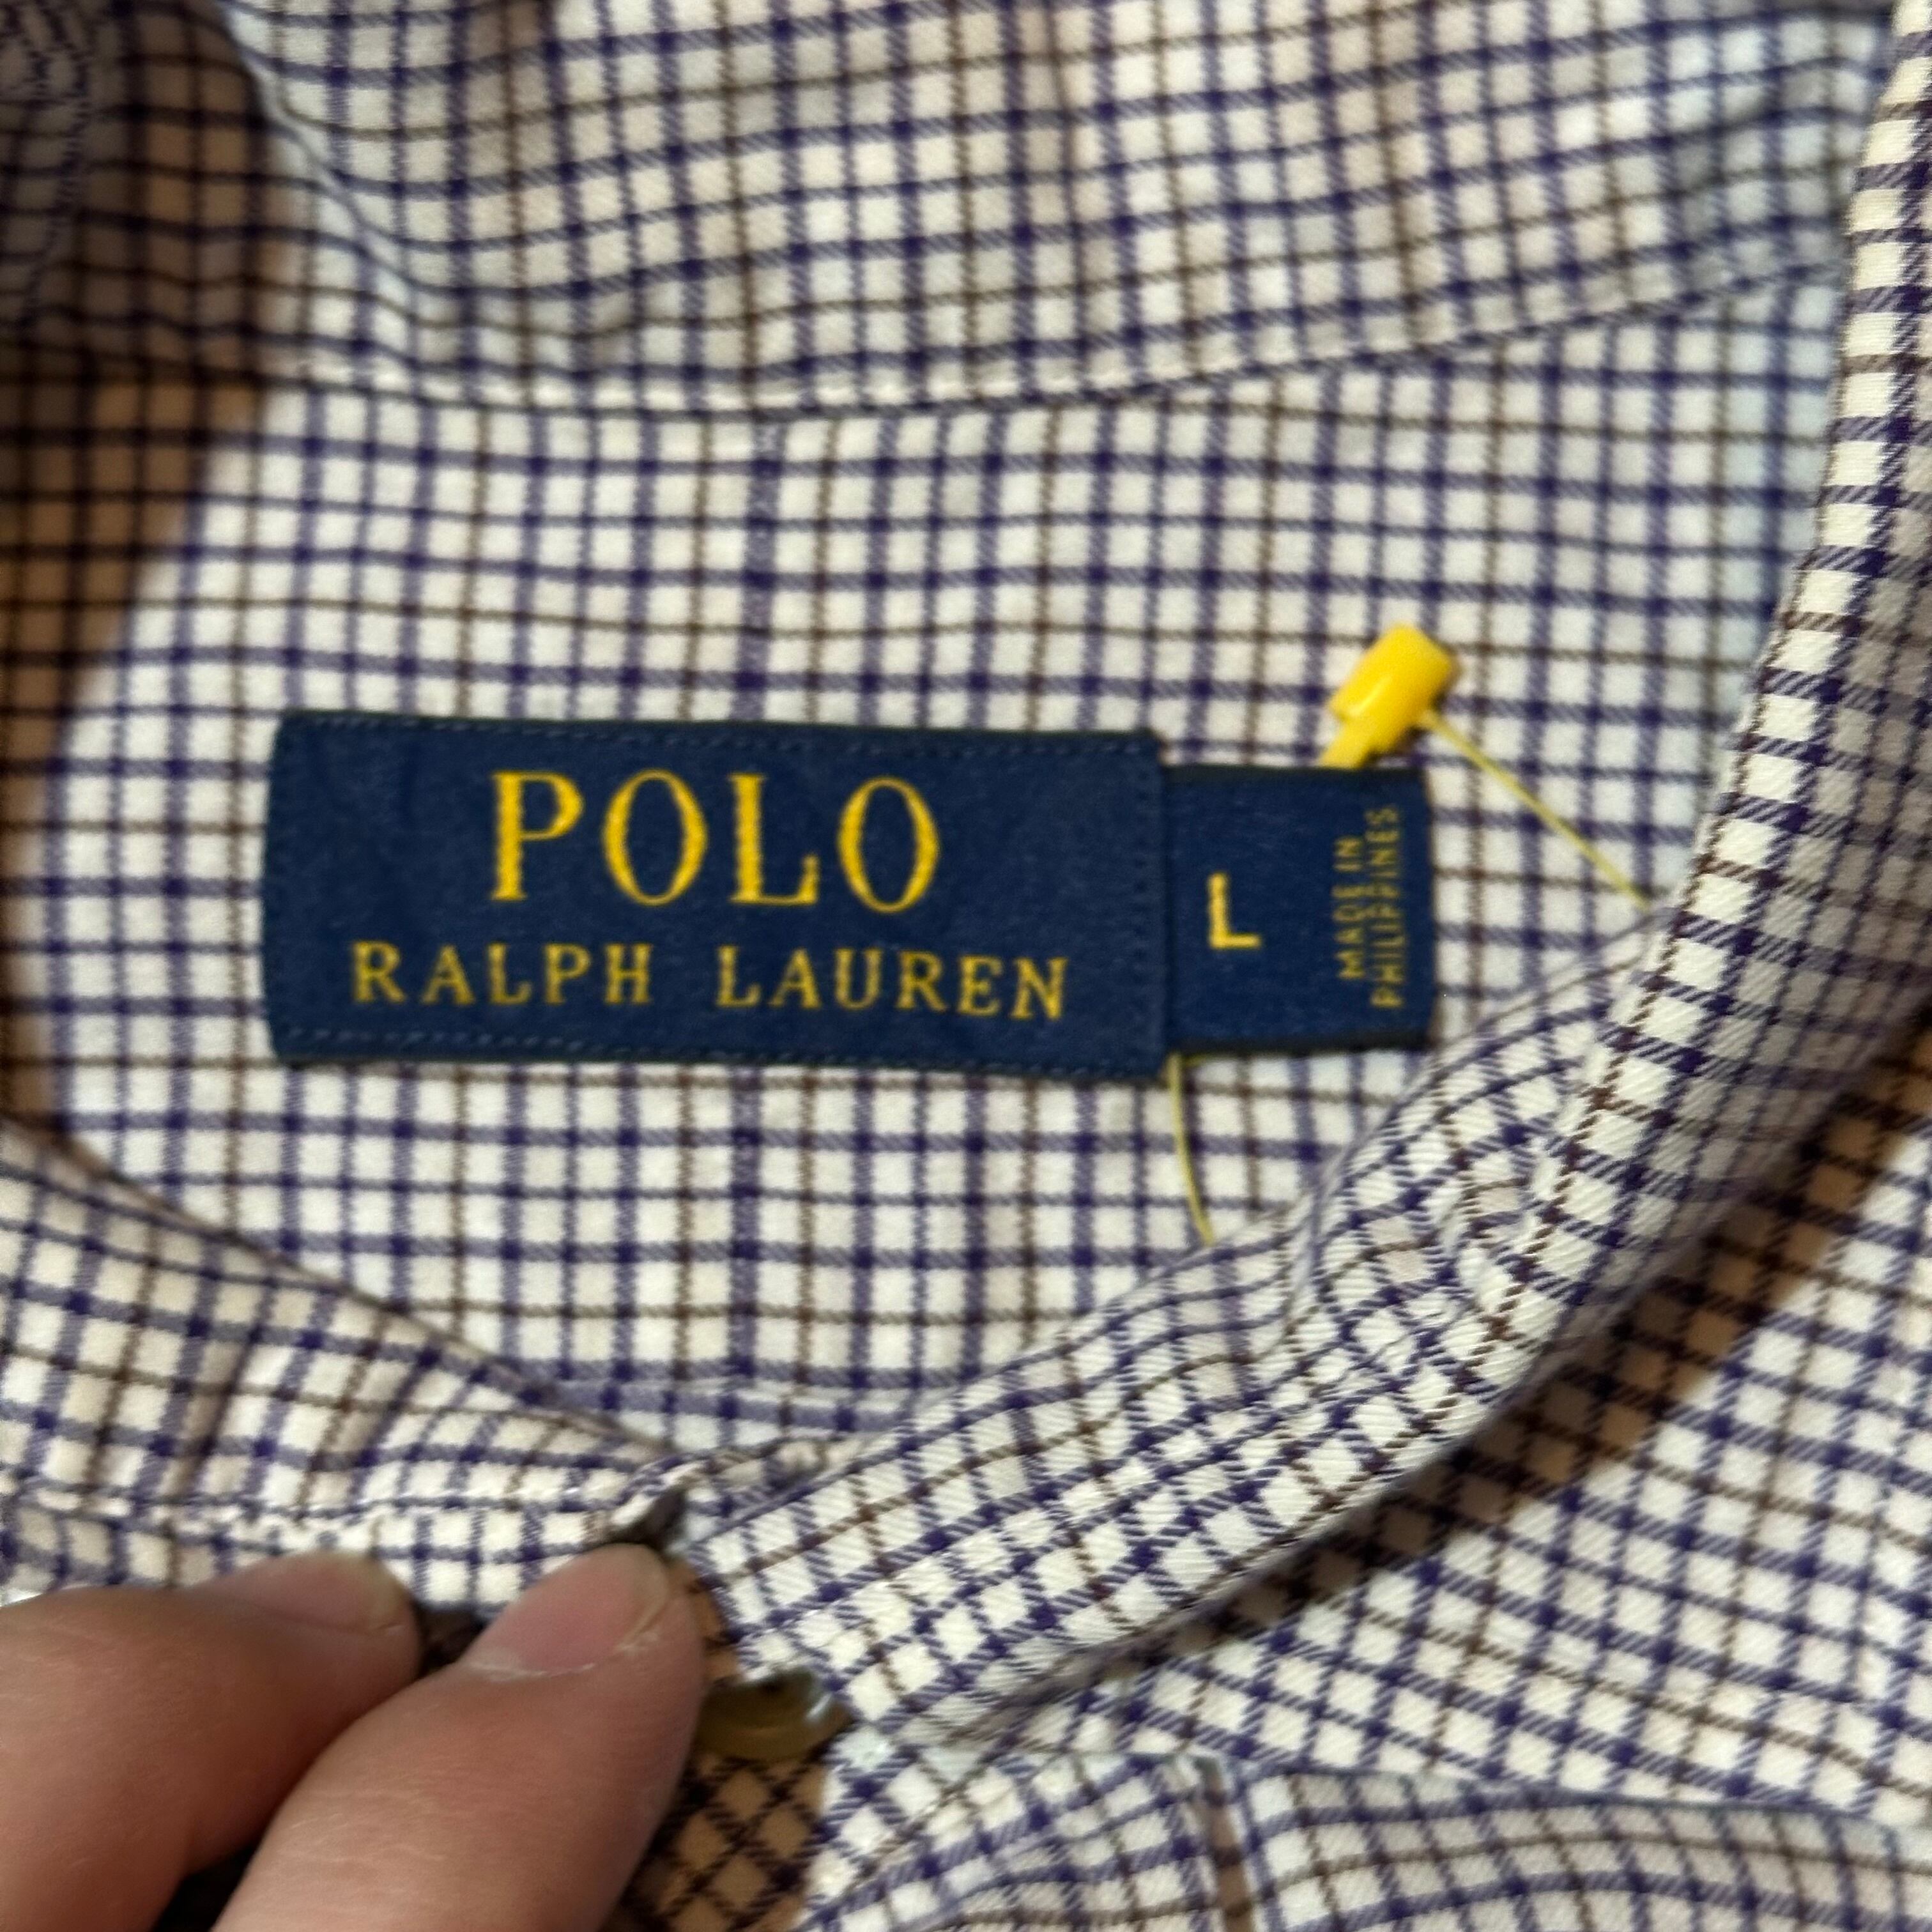 POLO
RALPH LAUREN
L
MADE IN
PHILIPPINES